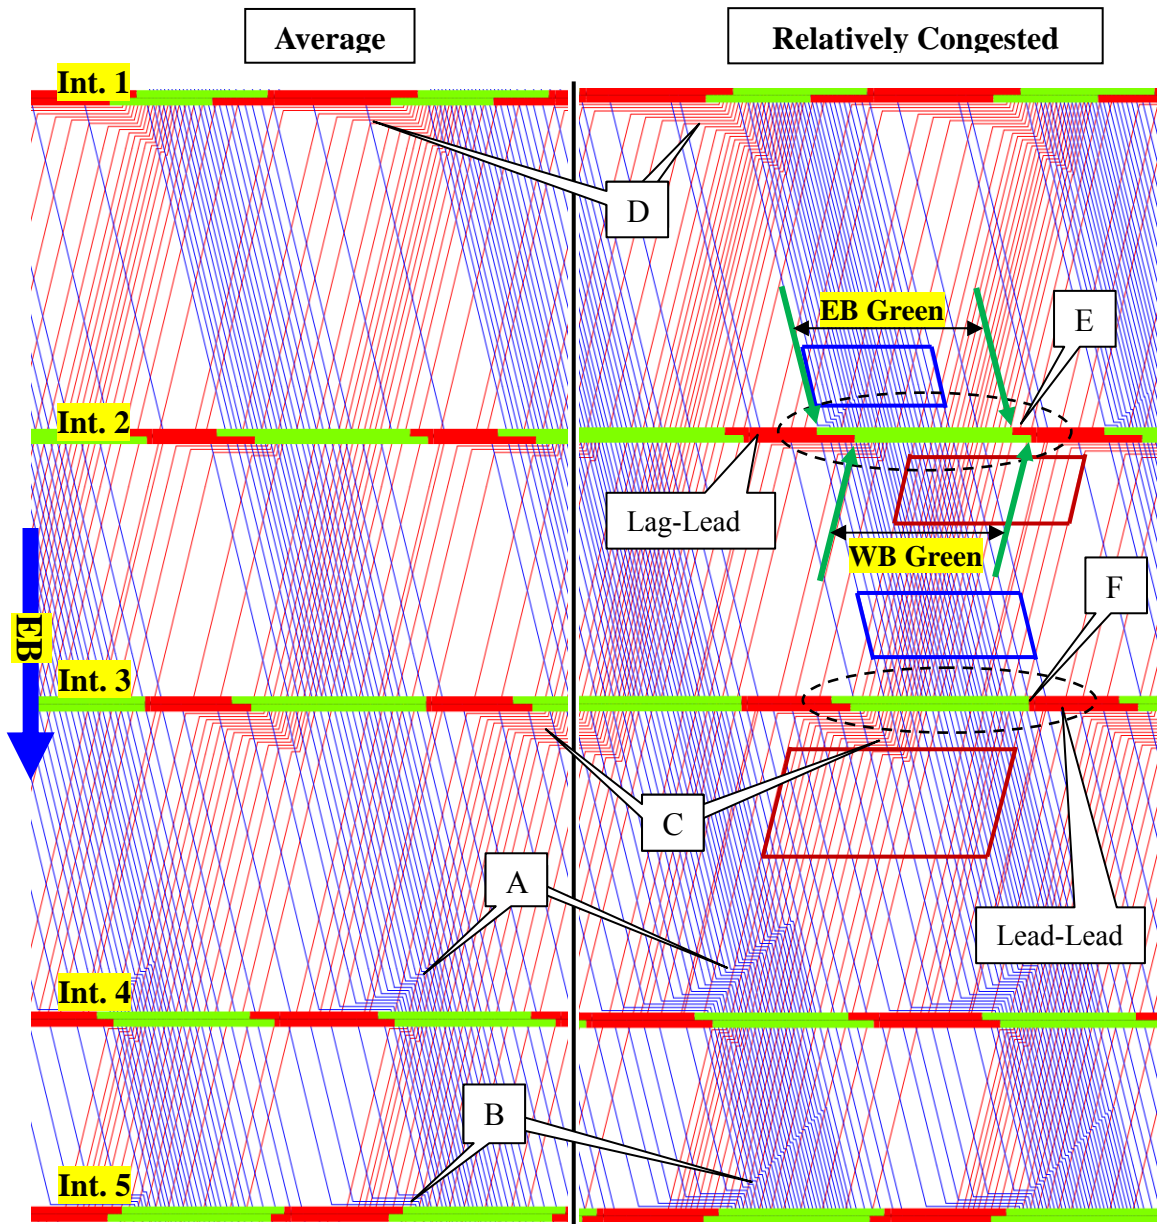 Average
Relatively Congested
Int. 1
D
EB Green
E
Int. 2
Lag-Lead
WB Green
F
EB
Int. 3
C
A
Lead-Lead
Int. 4
B
Int. 5